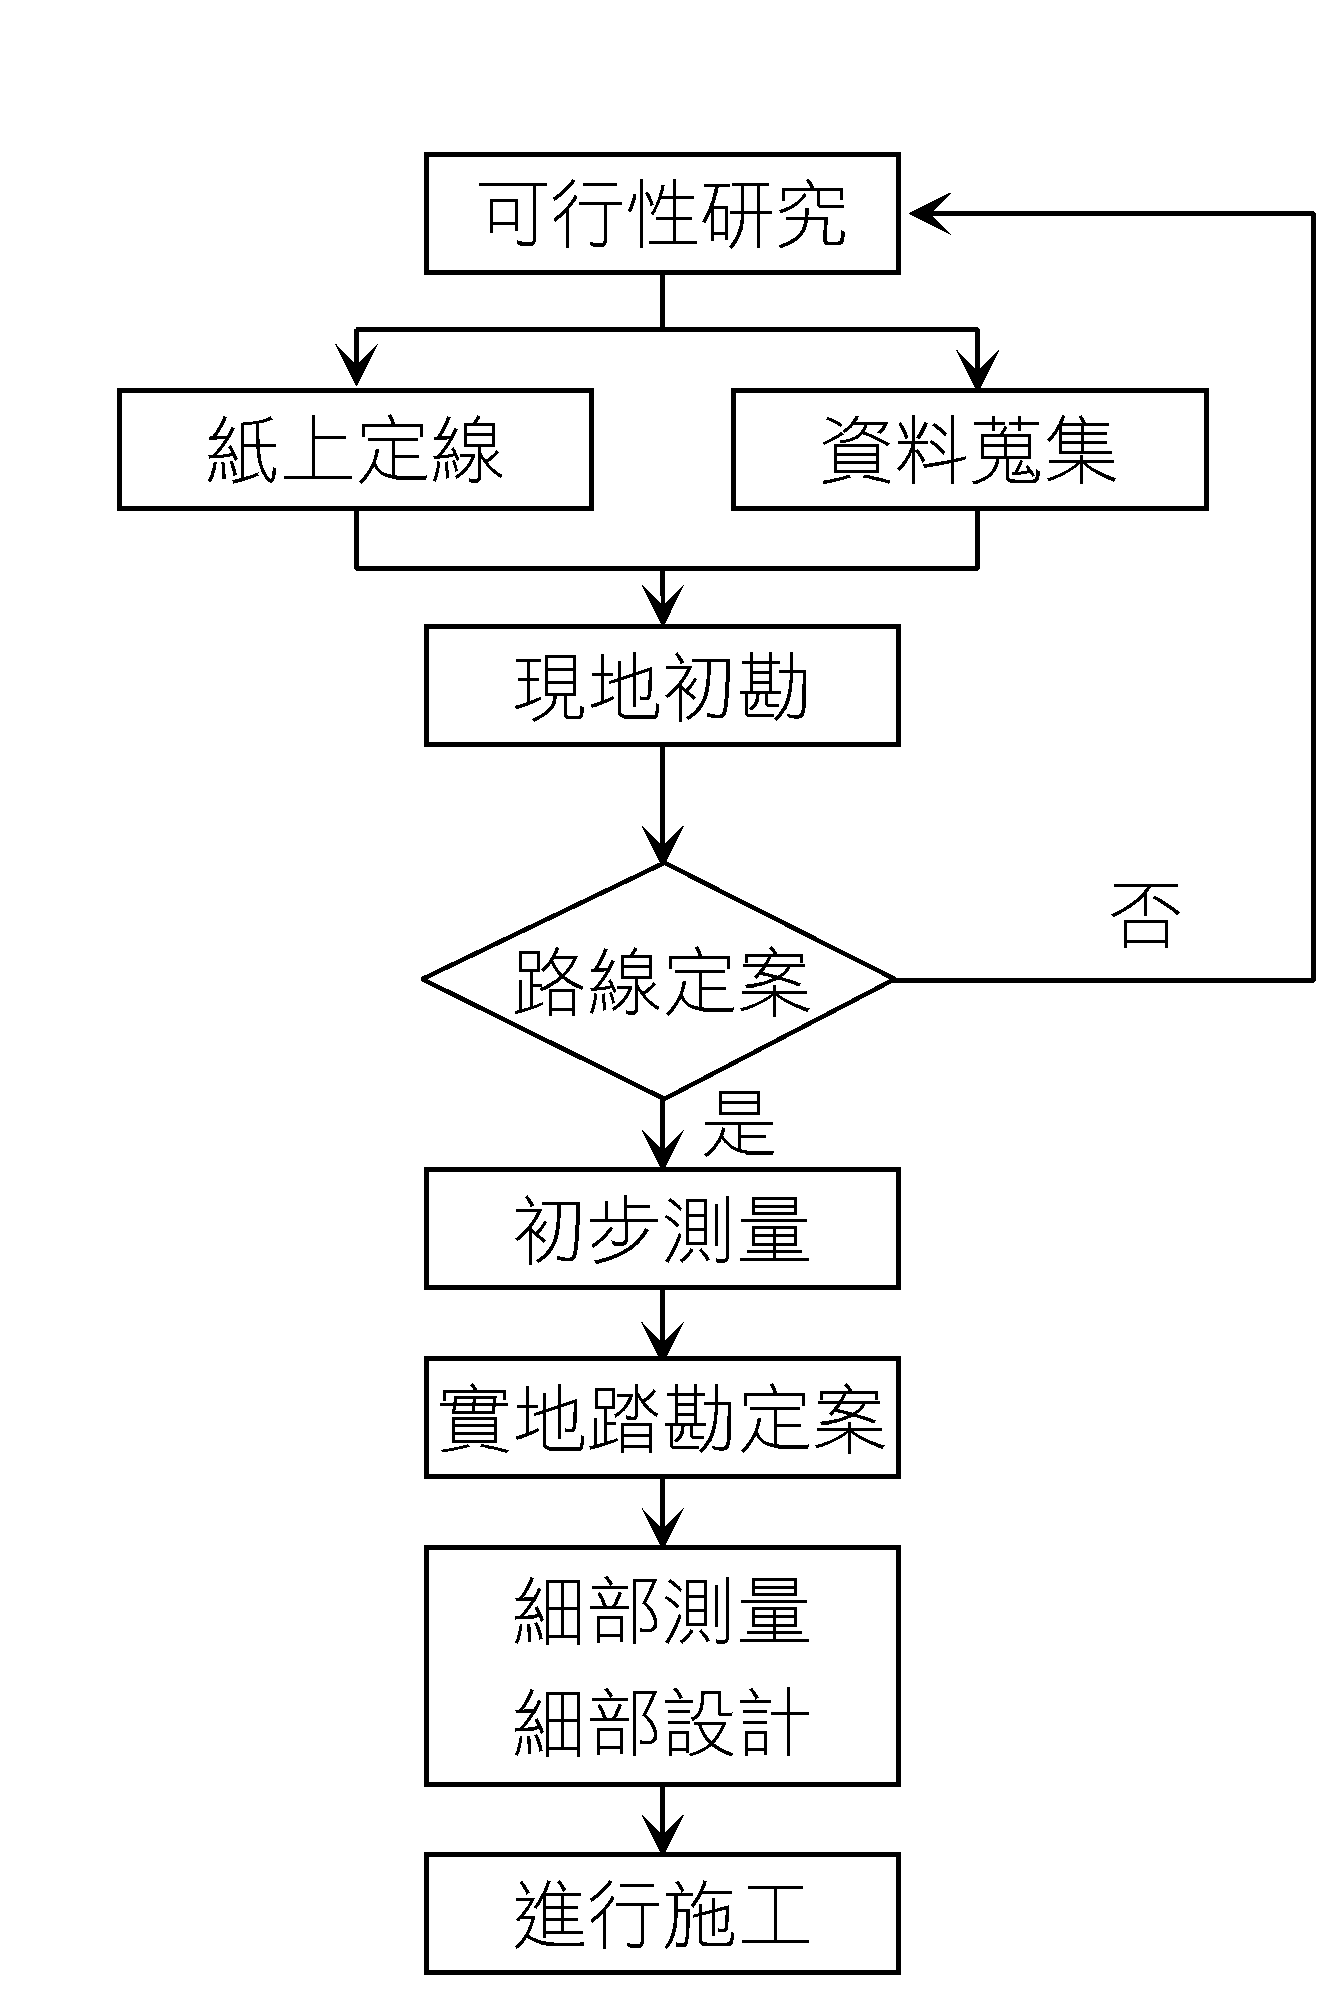 可行性研究
紙上定線
資料蒐集
現地初勘
路線定案
否
是
初步測量
實地踏勘定案
細部測量
細部設計
進行施工